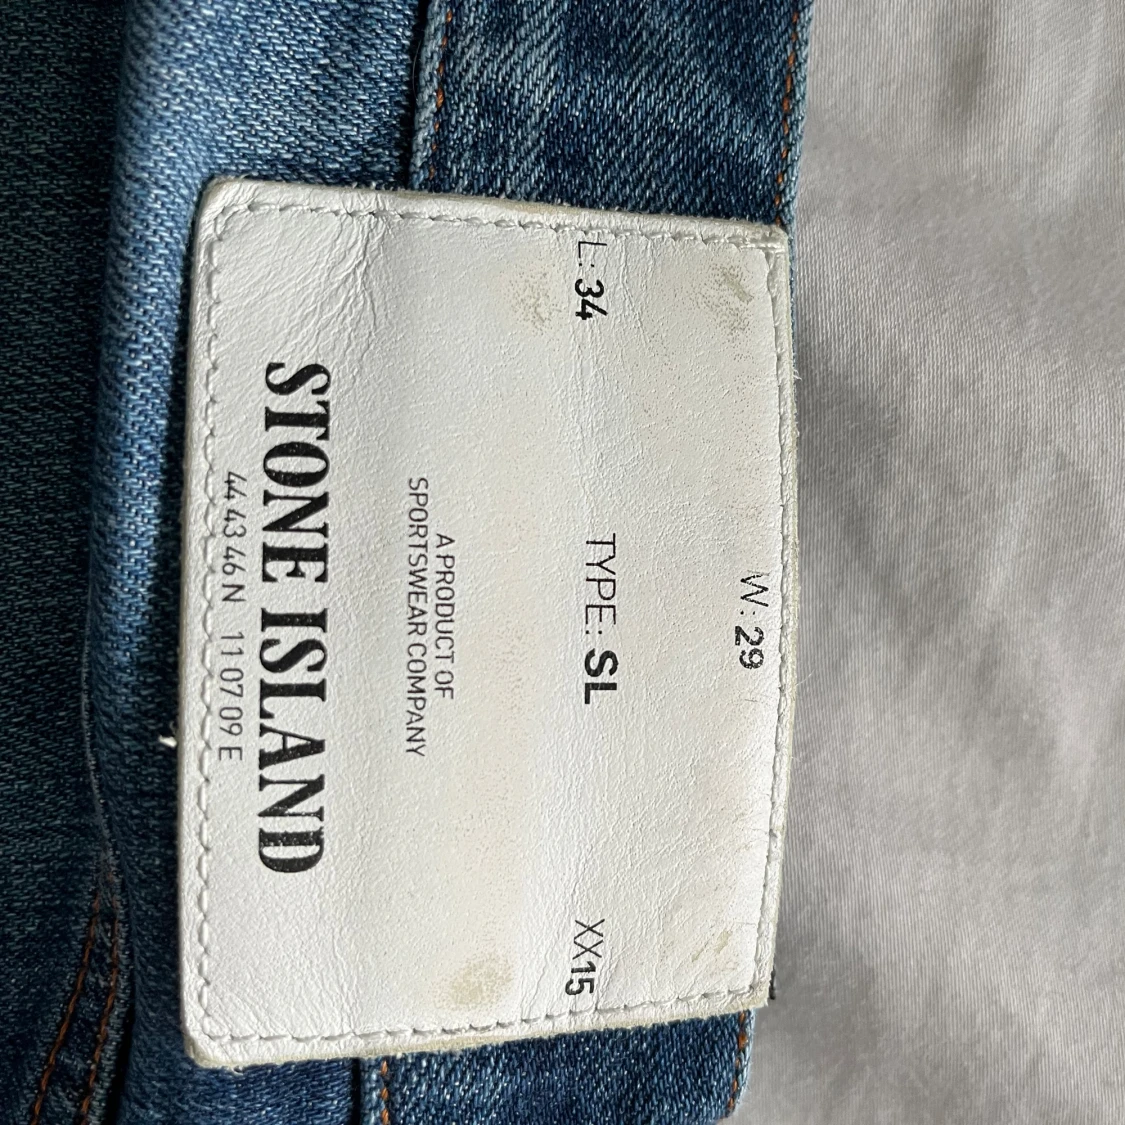 W: 29
L: 34 TYPE: SL XX15
A PRODUCT OF
SPORTSWEAR COMPANY
STONE ISLAND
44 43 46 N 11 07 09 E